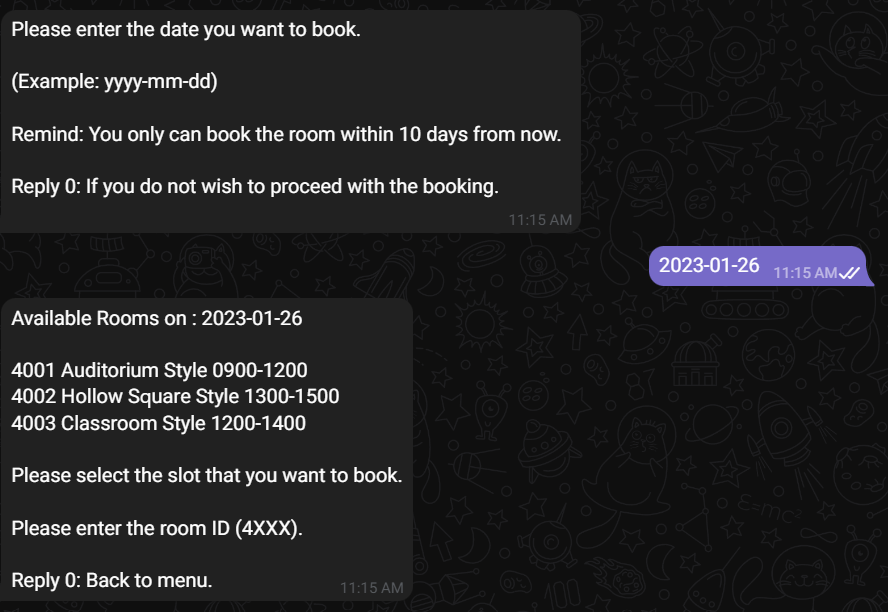 Please enter the date you want to book.
(Example: yyyy-mm-dd)
Remind: You only can book the room within 10 days from now.
Reply 0: If you do not wish to proceed with the booking.
11:15 AM
2023-01-26 11:15 AM
Available Rooms on : 2023-01-26
4001 Auditorium Style 0900-1200
4002 Hollow Square Style 1300-1500
4003 Classroom Style 1200-1400
Please select the slot that you want to book.
Please enter the room ID (4XXX).
Reply 0: Back to menu. 11:15 AM